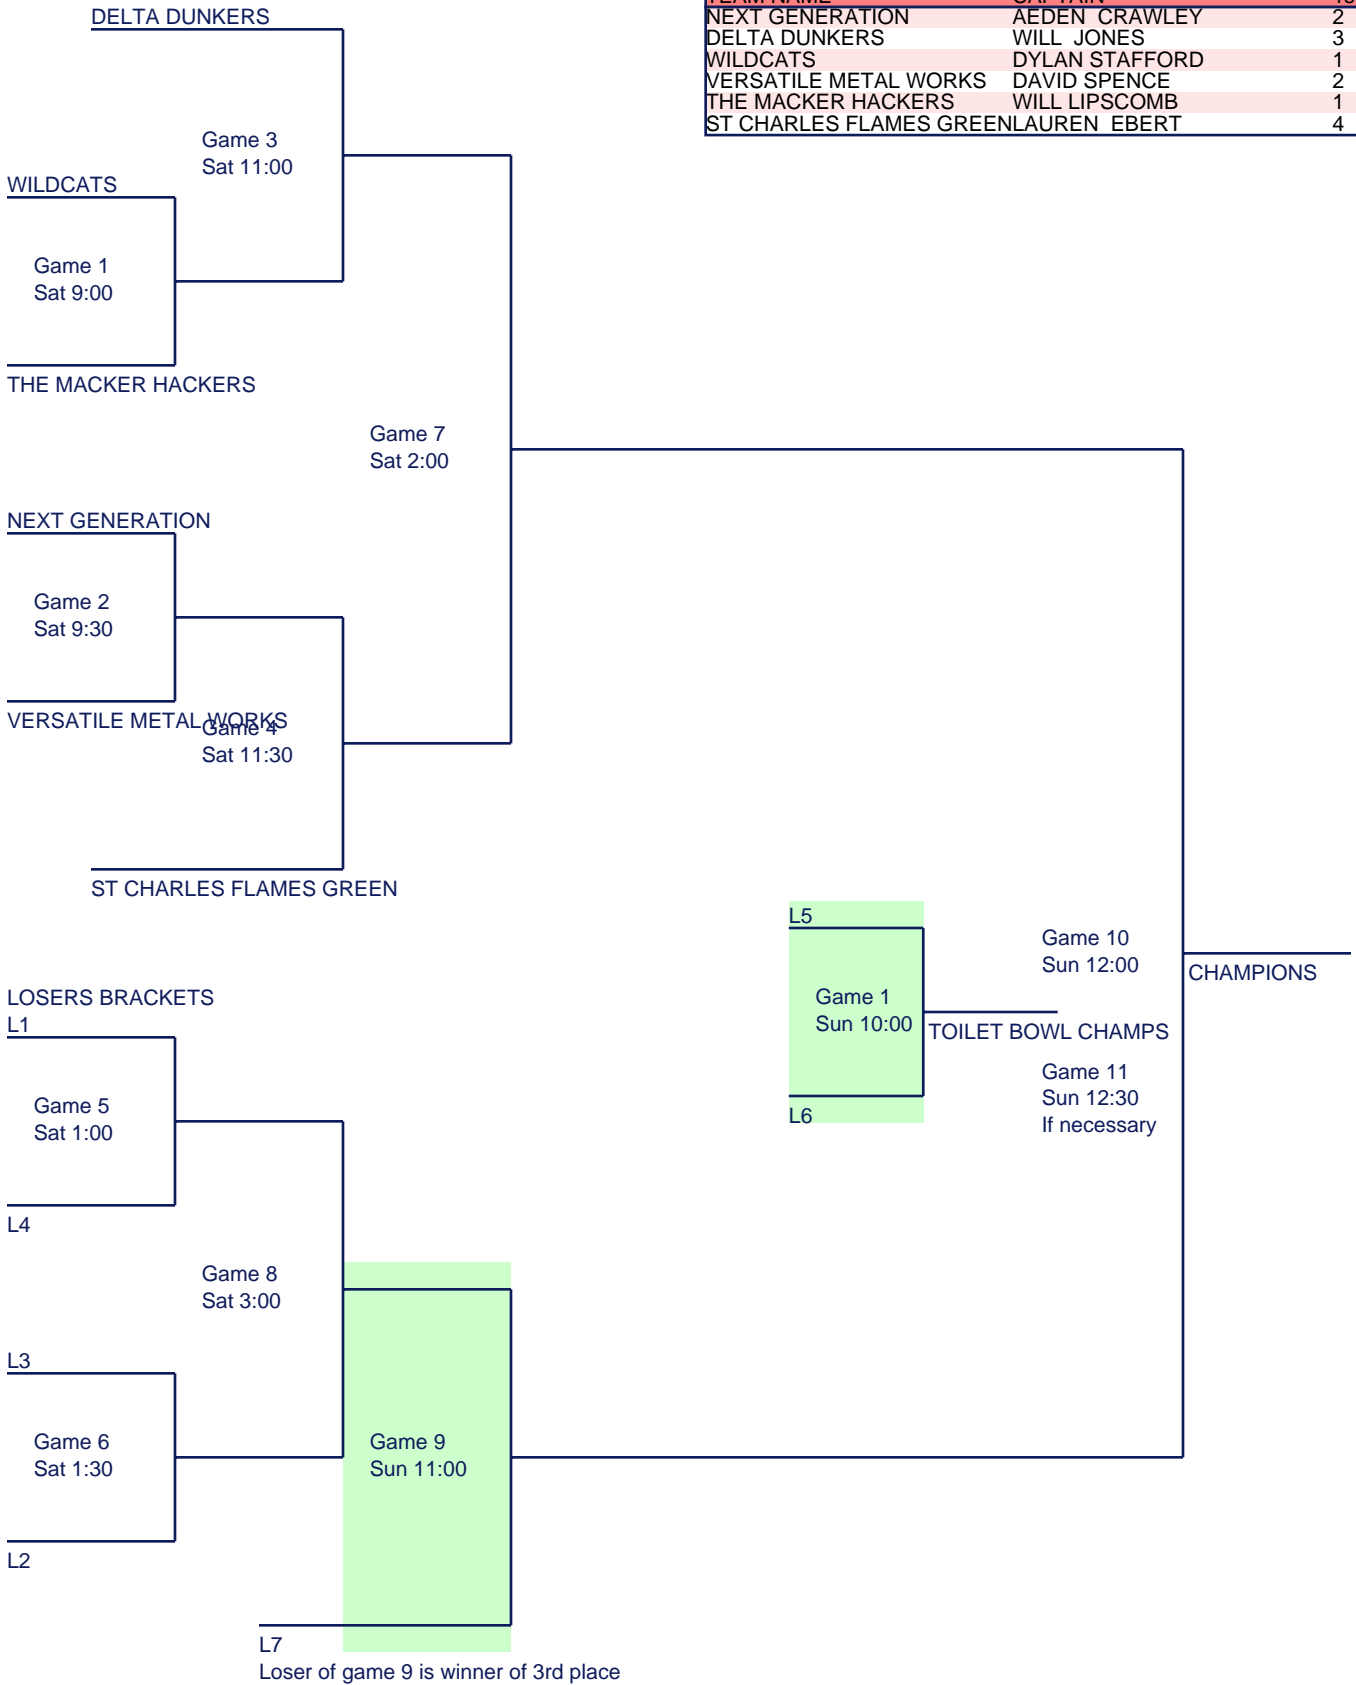 DELTA DUNKERS
TEAM NAME CAPTAIN
NEXT GENERATION AEDEN CRAWLEY 2
DELTA DUNKERS WILL JONES 3
WILDCATS DYLAN STAFFORD 1
VERSATILE METAL WORKS DAVID SPENCE 2
THE MACKER HACKERS WILL LIPSCOMB 1
ST CHARLES FLAMES GREEN LAUREN EBERT 4
Game 3
Sat 11:00
WILDCATS
Game 1
Sat 9:00
THE MACKER HACKERS
Game 7
Sat 2:00
NEXT GENERATION
Game 2
Sat 9:30
VERSATILE METAL WORKS
Game 4
Sat 11:30
ST CHARLES FLAMES GREEN
L5
Game 10
Sun 12:00
CHAMPIONS
Game 1
Sun 10:00
TOILET BOWL CHAMPS
Game 11
Sun 12:30
If necessary
L6
LOSERS BRACKETS
L1
Game 5
Sat 1:00
L4
Game 8
Sat 3:00
L3
Game 6
Sat 1:30
Game 9
Sun 11:00
L2
L7
Loser of game 9 is winner of 3rd place